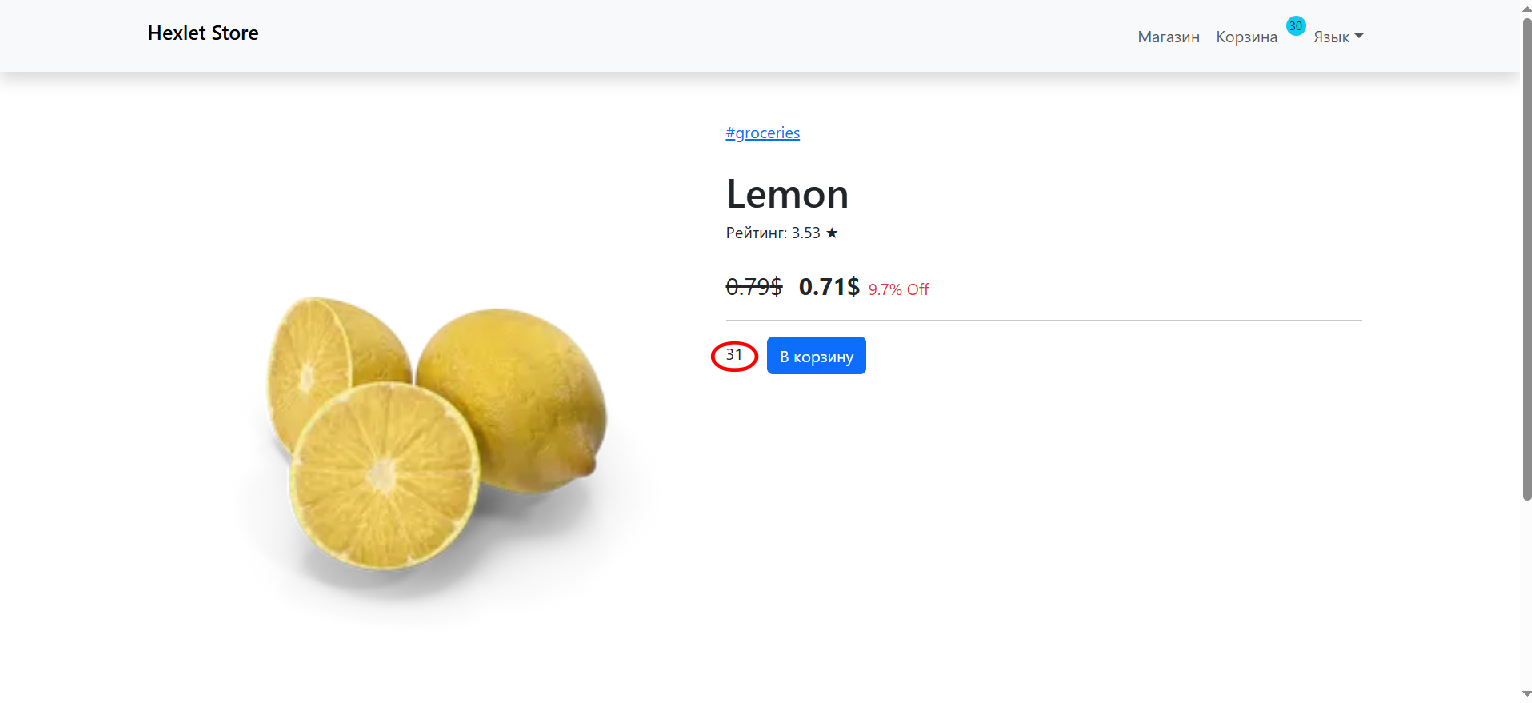 Hexlet Store
Магазин Корзина 30 Язык
#groceries
Lemon
Рейтинг: 3.53 ★
0.79$ 0.71$ 9.7% Off
31 В корзину